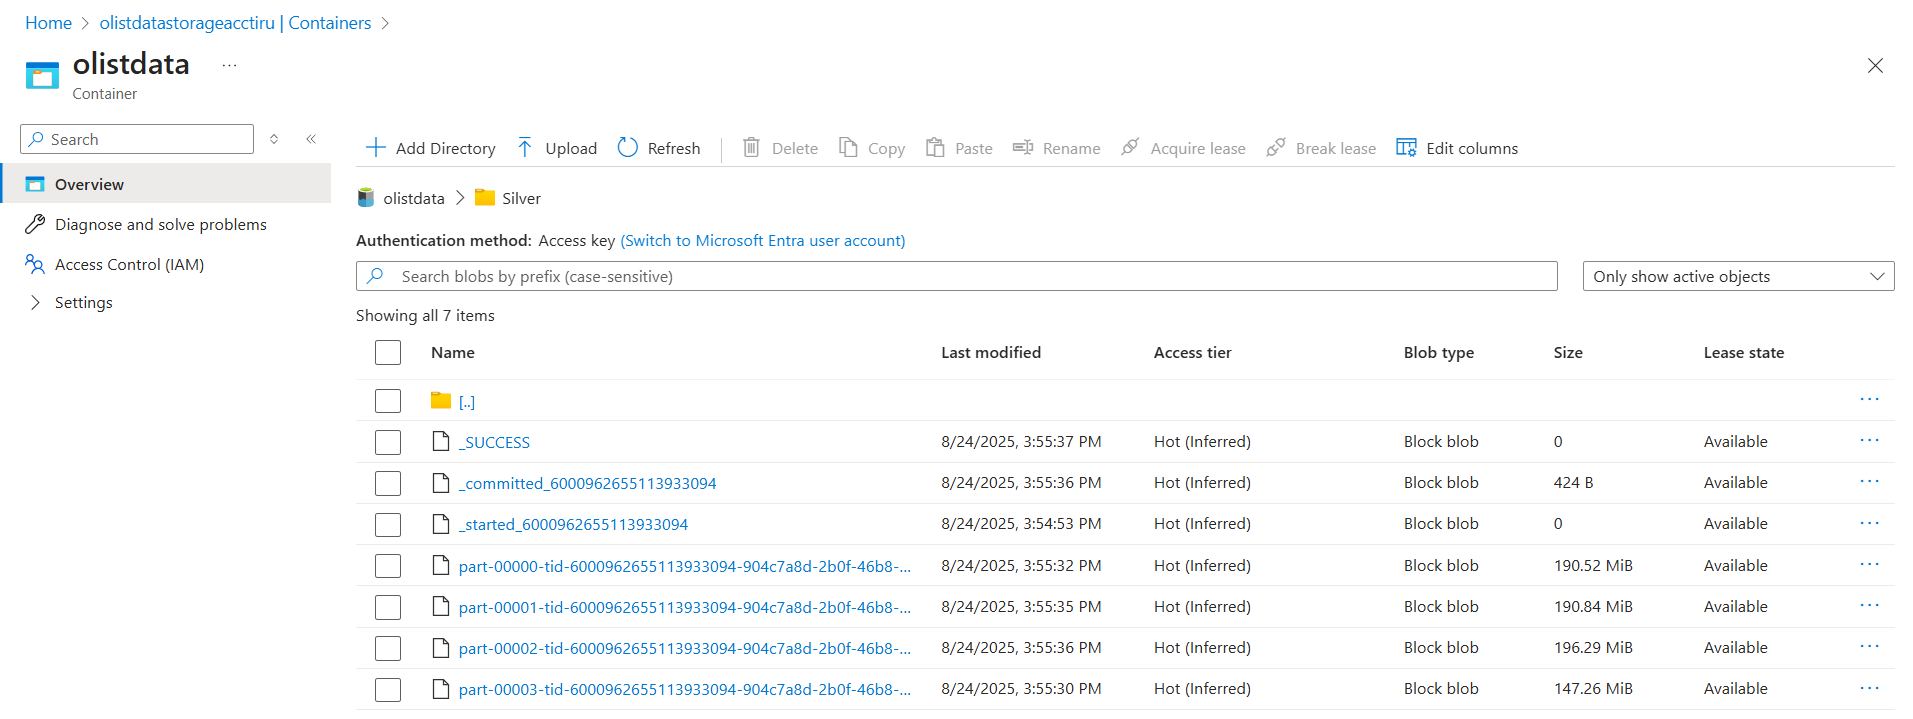 Home > olistdatastorageacctiru | Containers >
olistdata ...
Container
Search
Overview
Diagnose and solve problems
Access Control (IAM)
Settings
Add Directory Upload Refresh Delete Copy Paste Rename Acquire lease Break lease Edit columns
olistdata > Silver
Authentication method: Access key (Switch to Microsoft Entra user account)
Search blobs by prefix (case-sensitive) Only show active objects
Showing all 7 items
Name Last modified Access tier Blob type Size Lease state
[..] ...
_SUCCESS 8/24/2025, 3:55:37 PM Hot (Inferred) Block blob 0 Available ...
_committed_6000962655113933094 8/24/2025, 3:55:36 PM Hot (Inferred) Block blob 424 B Available ...
_started_6000962655113933094 8/24/2025, 3:54:53 PM Hot (Inferred) Block blob 0 Available ...
part-00000-tid-6000962655113933094-904c7a8d-2b0f-46b8-... 8/24/2025, 3:55:32 PM Hot (Inferred) Block blob 190.52 MiB Available ...
part-00001-tid-6000962655113933094-904c7a8d-2b0f-46b8-... 8/24/2025, 3:55:35 PM Hot (Inferred) Block blob 190.84 MiB Available ...
part-00002-tid-6000962655113933094-904c7a8d-2b0f-46b8-... 8/24/2025, 3:55:36 PM Hot (Inferred) Block blob 196.29 MiB Available ...
part-00003-tid-6000962655113933094-904c7a8d-2b0f-46b8-... 8/24/2025, 3:55:30 PM Hot (Inferred) Block blob 147.26 MiB Available ...